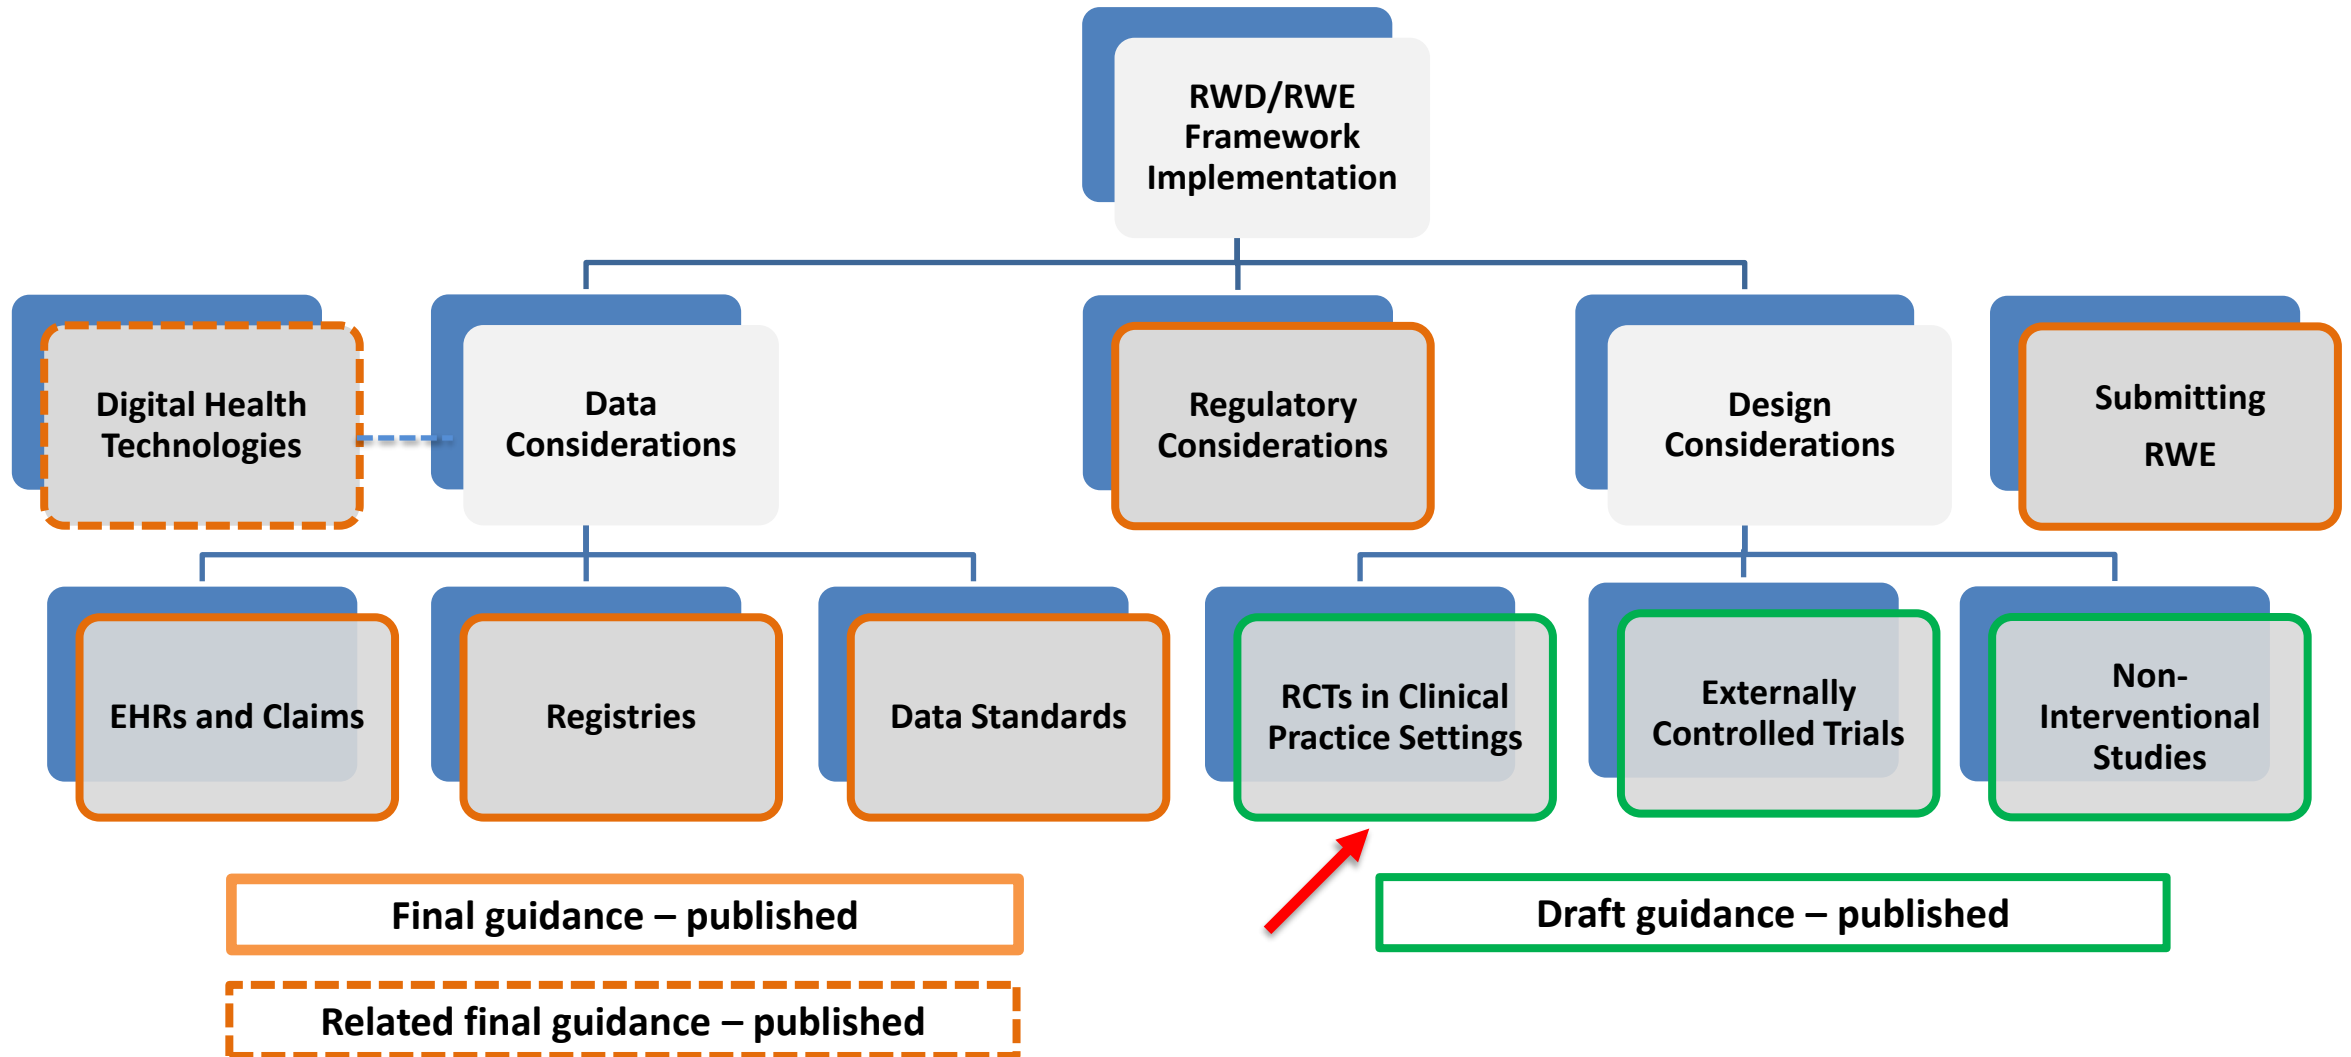 RWD/RWE
Framework
Implementation
Digital Health
Technologies
Data
Considerations
Regulatory
Considerations
Design
Considerations
Submitting
RWE
EHRs and Claims
Registries
Data Standards
RCTs in Clinical
Practice Settings
Externally
Controlled Trials
Non-
Interventional
Studies
Final guidance – published
Draft guidance – published
Related final guidance – published